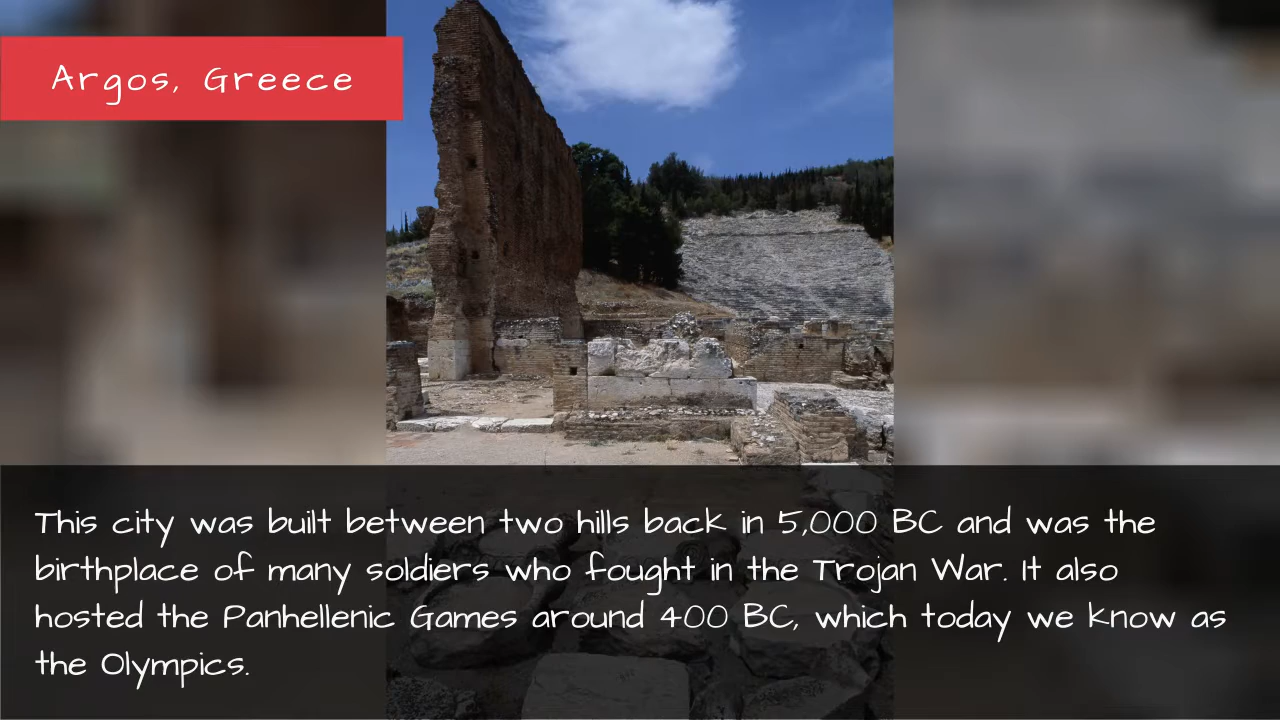 Argos, Greece
This city was built between two hills back in 5,000 BC and was the
birthplace of many soldiers who fought in the Trojan War. It also
hosted the Panhellenic Games around 400 BC, which today we know as
the Olympics.